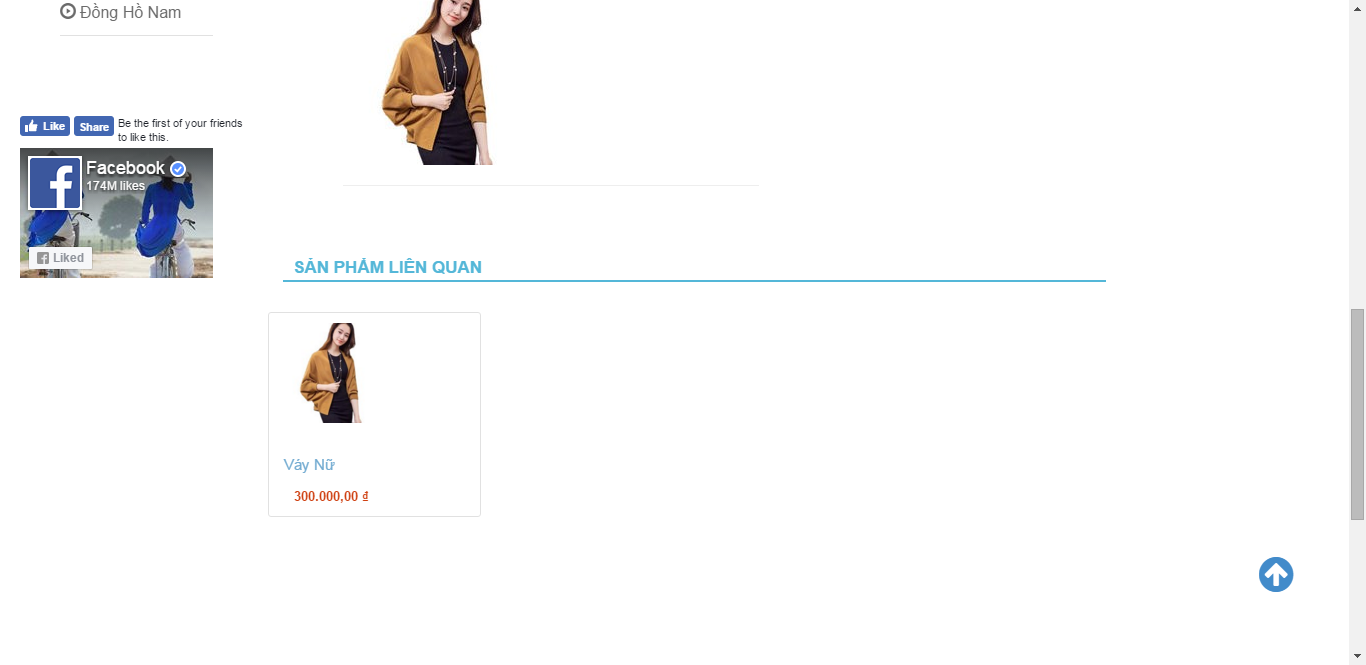 Đồng Hồ Nam
Like
Share
Be the first of your friends
to like this.
Facebook
174M likes
Liked
SẢN PHẨM LIÊN QUAN
Váy Nữ
300.000,00 ₫